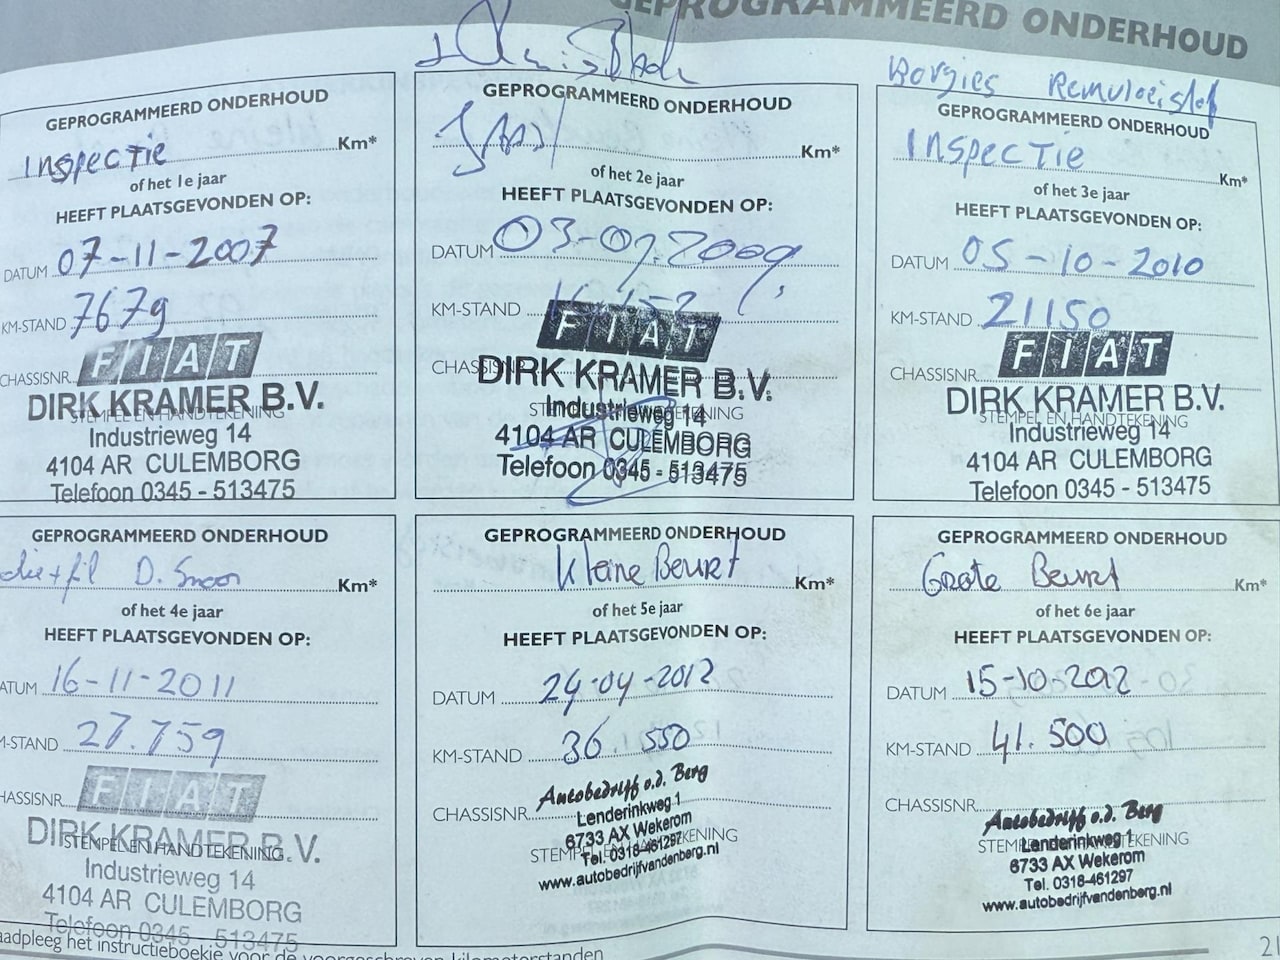 GEPROGRAMMEERD ONDERHOUD
GEPROGRAMMEERD ONDERHOUD
Inspectie Km*
of het 1e jaar
HEEFT PLAATSGEVONDEN OP:
DATUM 07-11-2007
KM-STAND 7679
CHASSISNR.
FIAT
DIRK KRAMER B.V.
STEMPEL EN HANDTEKENING
Industrieweg 14
4104 AR CULEMBORG
Telefoon 0345 - 513475
GEPROGRAMMEERD ONDERHOUD
Km*
of het 2e jaar
HEEFT PLAATSGEVONDEN OP:
DATUM 03-07-2009
KM-STAND
CHASSISNR.
FIAT
DIRK KRAMER B.V.
STEMPEL EN HANDTEKENING
Industrieweg 14
4104 AR CULEMBORG
Telefoon 0345 - 513475
Remvloeistof
GEPROGRAMMEERD ONDERHOUD
Inspectie Km*
of het 3e jaar
HEEFT PLAATSGEVONDEN OP:
DATUM 05-10-2010
KM-STAND 21150
CHASSISNR.
FIAT
DIRK KRAMER B.V.
STEMPEL EN HANDTEKENING
Industrieweg 14
4104 AR CULEMBORG
Telefoon 0345 - 513475
GEPROGRAMMEERD ONDERHOUD
Km*
of het 4e jaar
HEEFT PLAATSGEVONDEN OP:
DATUM 16-11-2011
KM-STAND 27.759
CHASSISNR.
FIAT
DIRK KRAMER B.V.
STEMPEL EN HANDTEKENING
Industrieweg 14
4104 AR CULEMBORG
Telefoon 0345 - 513475
GEPROGRAMMEERD ONDERHOUD
Kleine Beurt Km*
of het 5e jaar
HEEFT PLAATSGEVONDEN OP:
DATUM 24-04-2012
KM-STAND 36.550
CHASSISNR.
Autobedrijf v.d. Berg
Lenderinkweg 1
6733 AX Wekerom
STEMPEL EN HANDTEKENING
Tel. 0318-461297
www.autobedrijfvandenberg.nl
GEPROGRAMMEERD ONDERHOUD
Grote Beurt Km*
of het 6e jaar
HEEFT PLAATSGEVONDEN OP:
DATUM 15-10-2012
KM-STAND 41.500
CHASSISNR.
Autobedrijf v.d. Berg
STEMPEL EN HANDTEKENING
Lenderinkweg 1
6733 AX Wekerom
Tel. 0318-461297
www.autobedrijfvandenberg.nl
het instructieboekje voor de voorgeschreven kilometerstanden
21